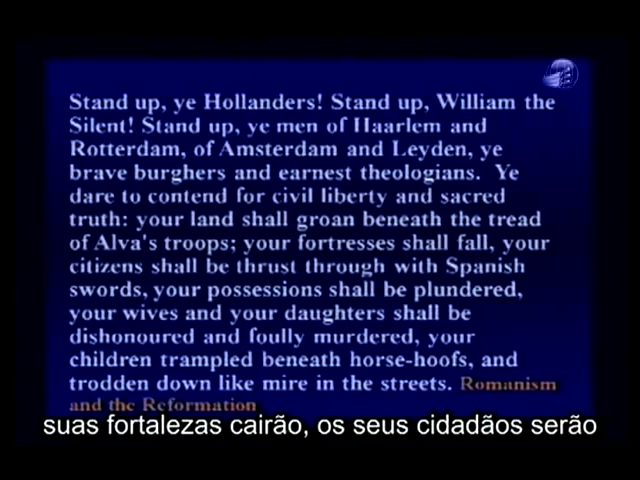 Stand up, ye Hollanders! Stand up, William the
Silent! Stand up, ye men of Haarlem and
Rotterdam, of Amsterdam and Leyden, ye
brave burghers and earnest theologians. Ye
dare to contend for civil liberty and sacred
truth: your land shall groan beneath the tread
of Alva's troops; your fortresses shall fall, your
citizens shall be thrust through with Spanish
swords, your possessions shall be plundered,
your wives and your daughters shall be
dishonoured and foully murdered, your
children trampled beneath horse-hoofs, and
trodden down like mire in the streets. Romanism
and the Reformation
suas fortalezas cairão, os seus cidadãos serão